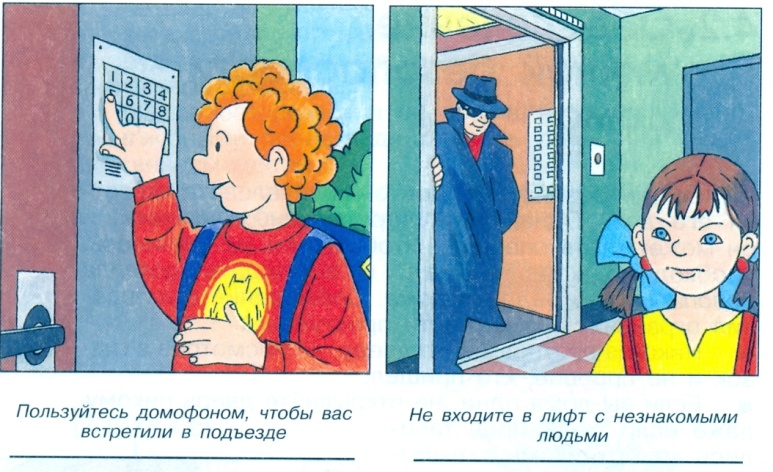 1 2 3 4
5 6 7 8
0
Пользуйтесь домофоном, чтобы вас
встретили в подъезде
Не входите в лифт с незнакомыми
людьми